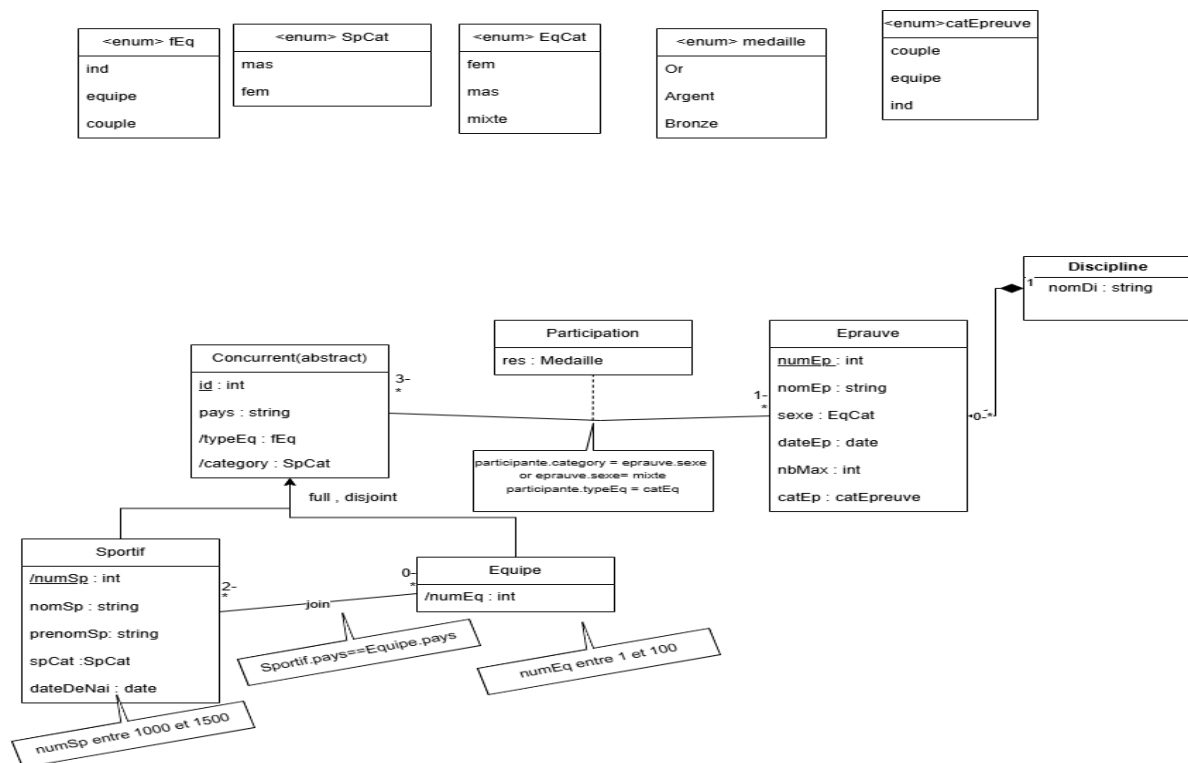 <enum> fEq
ind
equipe
couple
<enum> SpCat
mas
fem
<enum> EqCat
fem
mas
mixte
<enum> medaille
Or
Argent
Bronze
<enum>catEpreuve
couple
equipe
ind
Discipline
nomDi : string
1
Participation
res : Medaille
Eprauve
numEp : int
nomEp : string
sexe : EqCat
dateEp : date
nbMax : int
catEp : catEpreuve
Concurrent(abstract)
id : int
pays : string
/typeEq : fEq
/category : SpCat
3-
*
1-
*
0-*
participante.category = eprauve.sexe
or eprauve.sexe= mixte
participante.typeEq = catEq
full , disjoint
Sportif
/numSp : int
nomSp : string
prenomSp: string
spCat :SpCat
dateDeNai : date
2-
*
join
0-
*
Equipe
/numEq : int
Sportif.pays==Equipe.pays
numEq entre 1 et 100
numSp entre 1000 et 1500